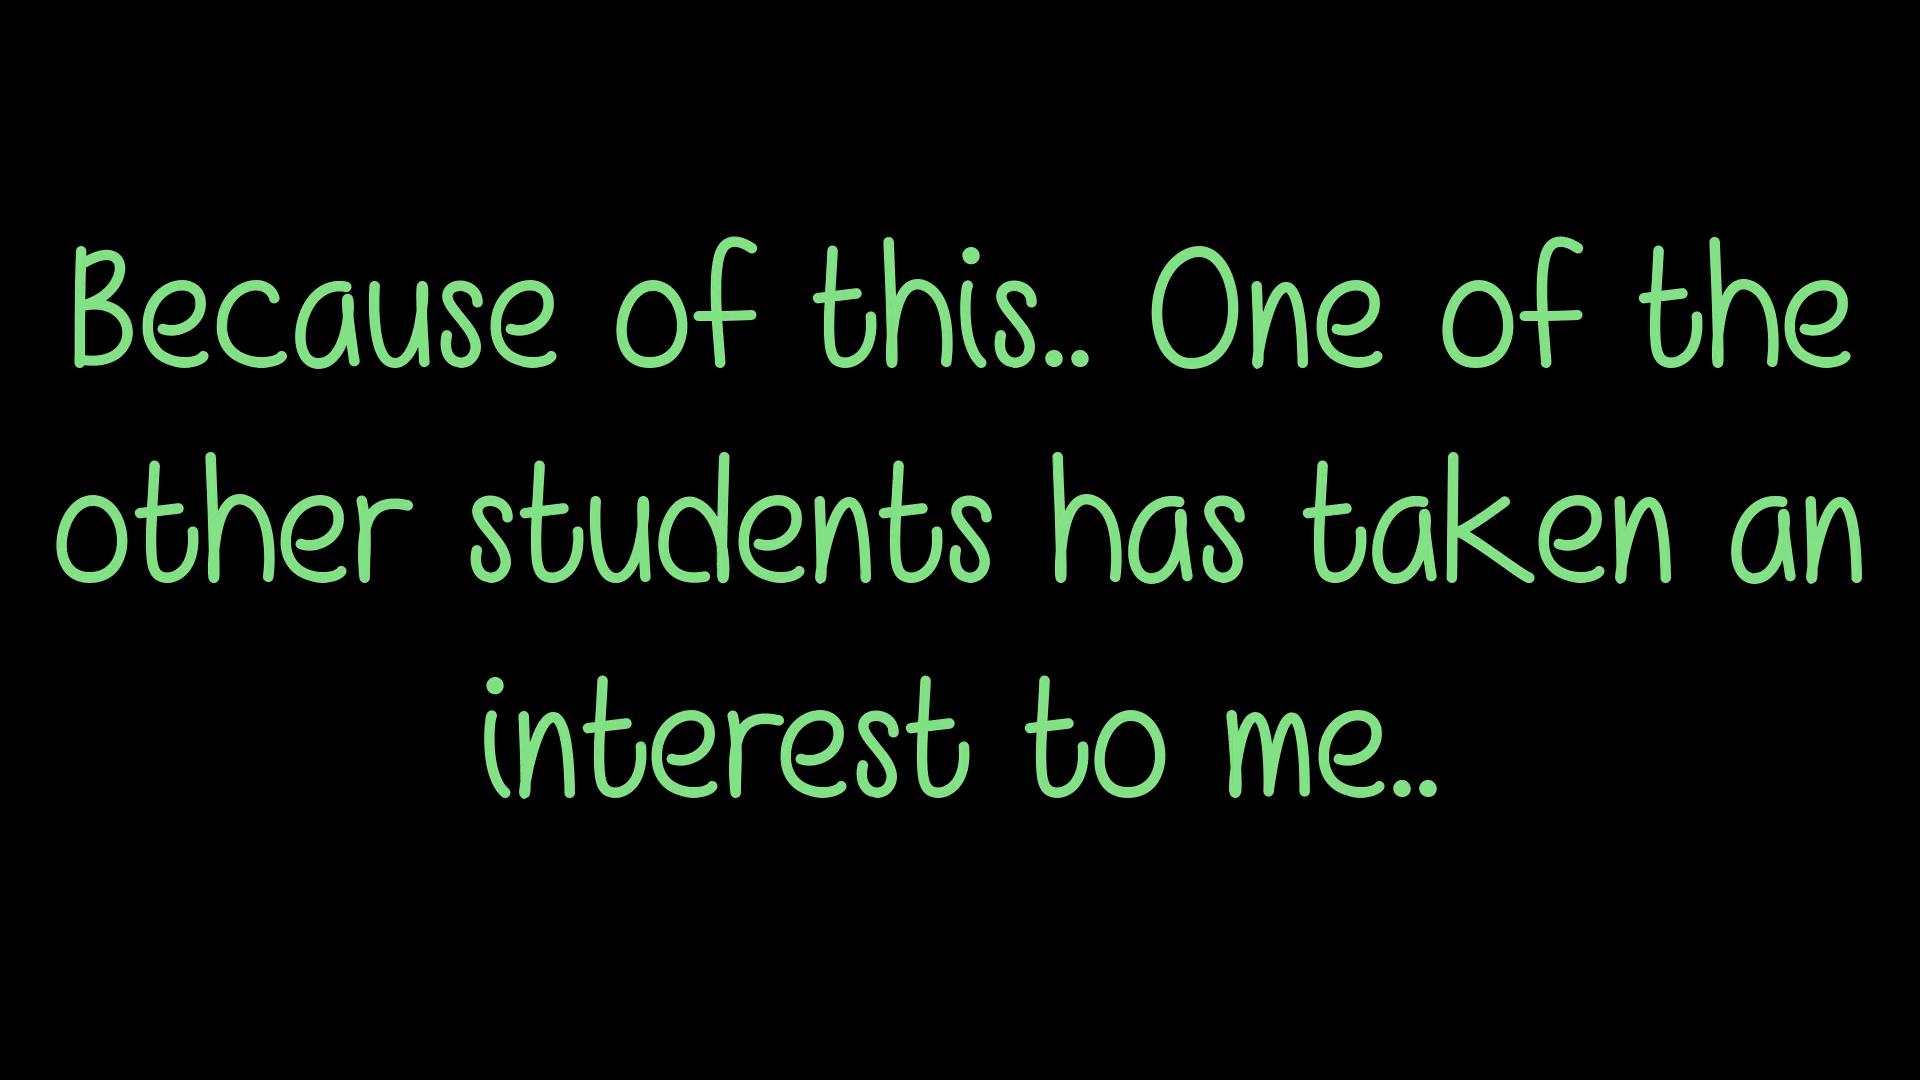 Because of this.. One of the
other students has taken an
interest to me..